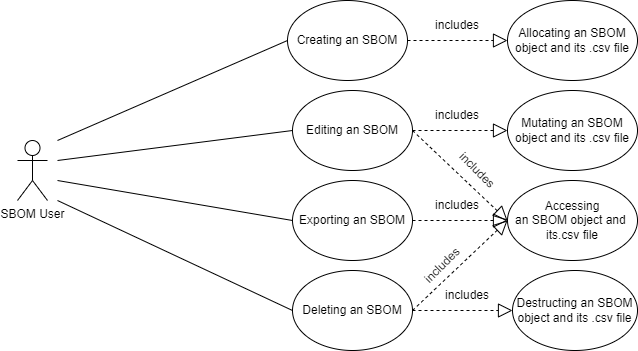 includes
Creating an SBOM
Allocating an SBOM
object and its .csv file
includes
Editing an SBOM
Mutating an SBOM
object and its .csv file
includes
SBOM User
Exporting an SBOM
includes
Accessing
an SBOM object and
its.csv file
includes
Deleting an SBOM
includes
Destructing an SBOM
object and its .csv file